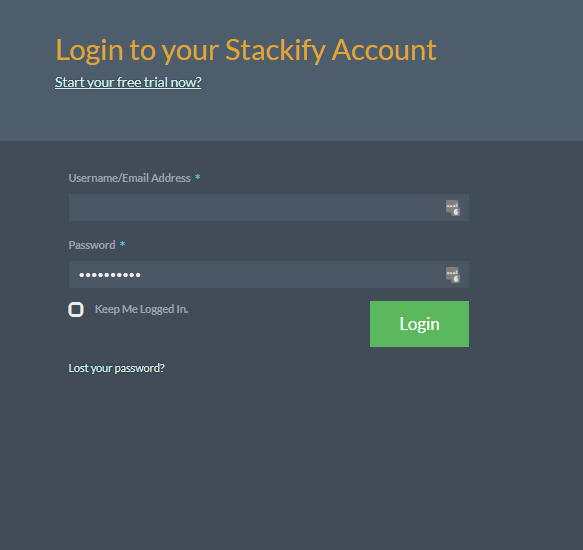 Login to your Stackify Account
Start your free trial now?
Username/Email Address *
Password *
••••••••••
Keep Me Logged In.
Login
Lost your password?